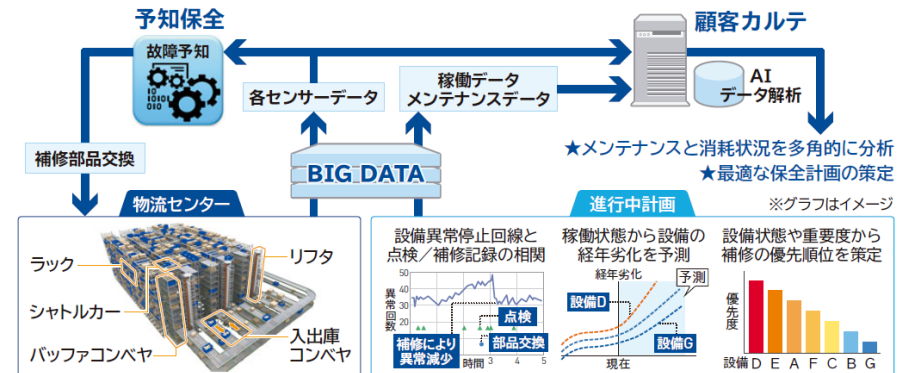 予知保全
顧客カルテ
故障予知
各センサーデータ
稼働データ
メンテナンスデータ
AI
データ解析
補修部品交換
BIG DATA
★メンテナンスと消耗状況を多角的に分析
★最適な保全計画の策定
※グラフはイメージ
物流センター
ラック
シャトルカー
バッファコンベヤ
リフタ
入出庫
コンベヤ
進行中計画
設備異常停止回線と
点検／補修記録の相関
異常回数
50
40
30
20
点検
部品交換
補修により
異常減少
時間 3 4 5
稼働状態から設備の
経年劣化を予測
経年劣化
予測
設備D
設備G
現在
設備状態や重要度から
補修の優先順位を策定
優先度
設備 D E A F C B G